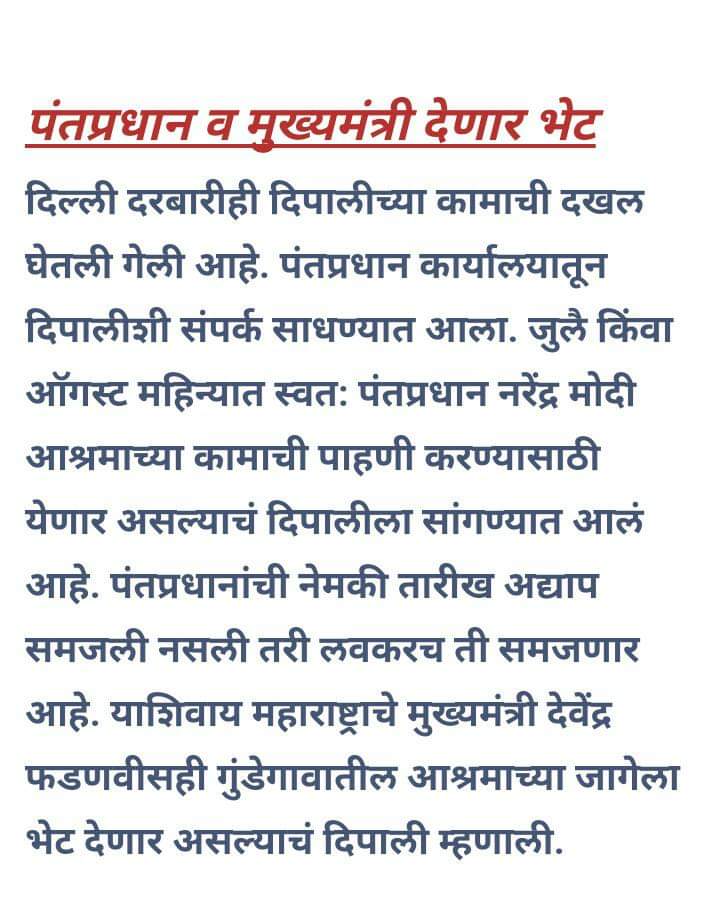 पंतप्रधान व मुख्यमंत्री देणार भेट
दिल्ली दरबारीही दिपालीच्या कामाची दखल
घेतली गेली आहे. पंतप्रधान कार्यालयातून
दिपालीशी संपर्क साधण्यात आला. जुलै किंवा
ऑगस्ट महिन्यात स्वत: पंतप्रधान नरेंद्र मोदी
आश्रमाच्या कामाची पाहणी करण्यासाठी
येणार असल्याचं दिपालीला सांगण्यात आलं
आहे. पंतप्रधानांची नेमकी तारीख अद्याप
समजली नसली तरी लवकरच ती समजणार
आहे. याशिवाय महाराष्ट्राचे मुख्यमंत्री देवेंद्र
फडणवीसही गुंडेगावातील आश्रमाच्या जागेला
भेट देणार असल्याचं दिपाली म्हणाली.